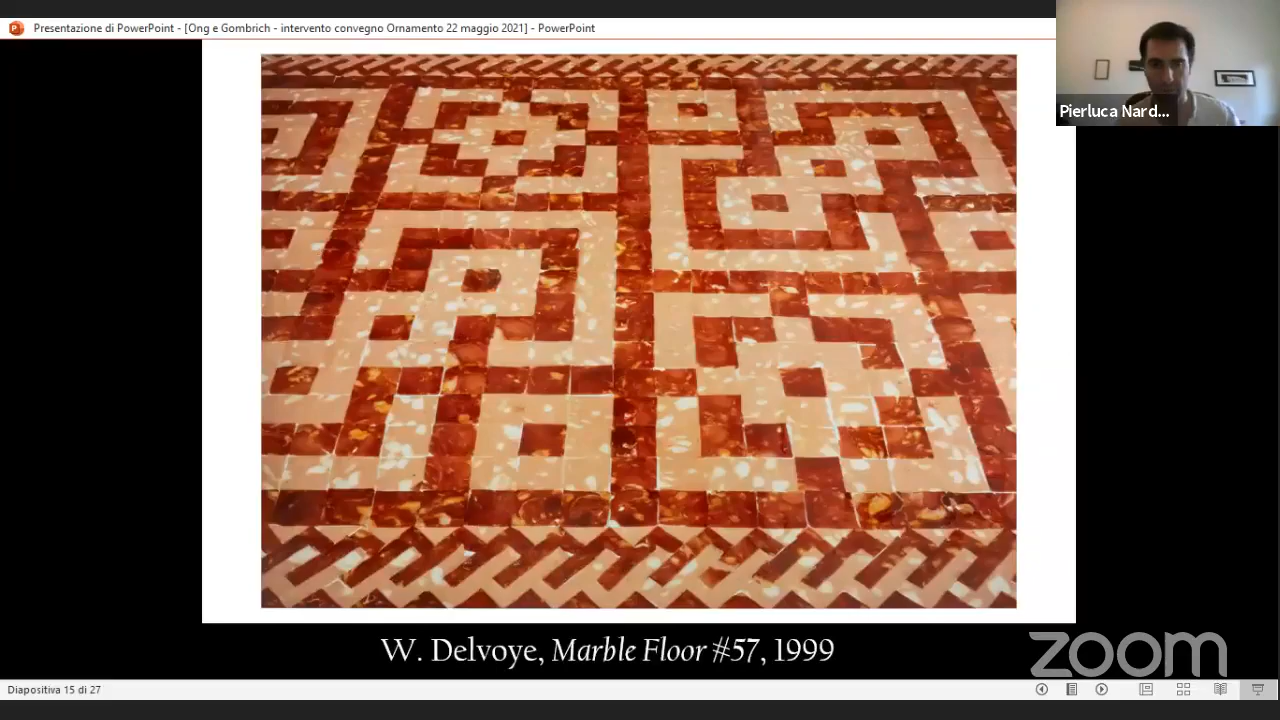 Presentazione di PowerPoint - [Ong e Gombrich - intervento convegno Ornamento 22 maggio 2021] - PowerPoint
Pierluca Nard...
W. Delvoye, Marble Floor #57, 1999
zoom
Diapositiva 15 di 27